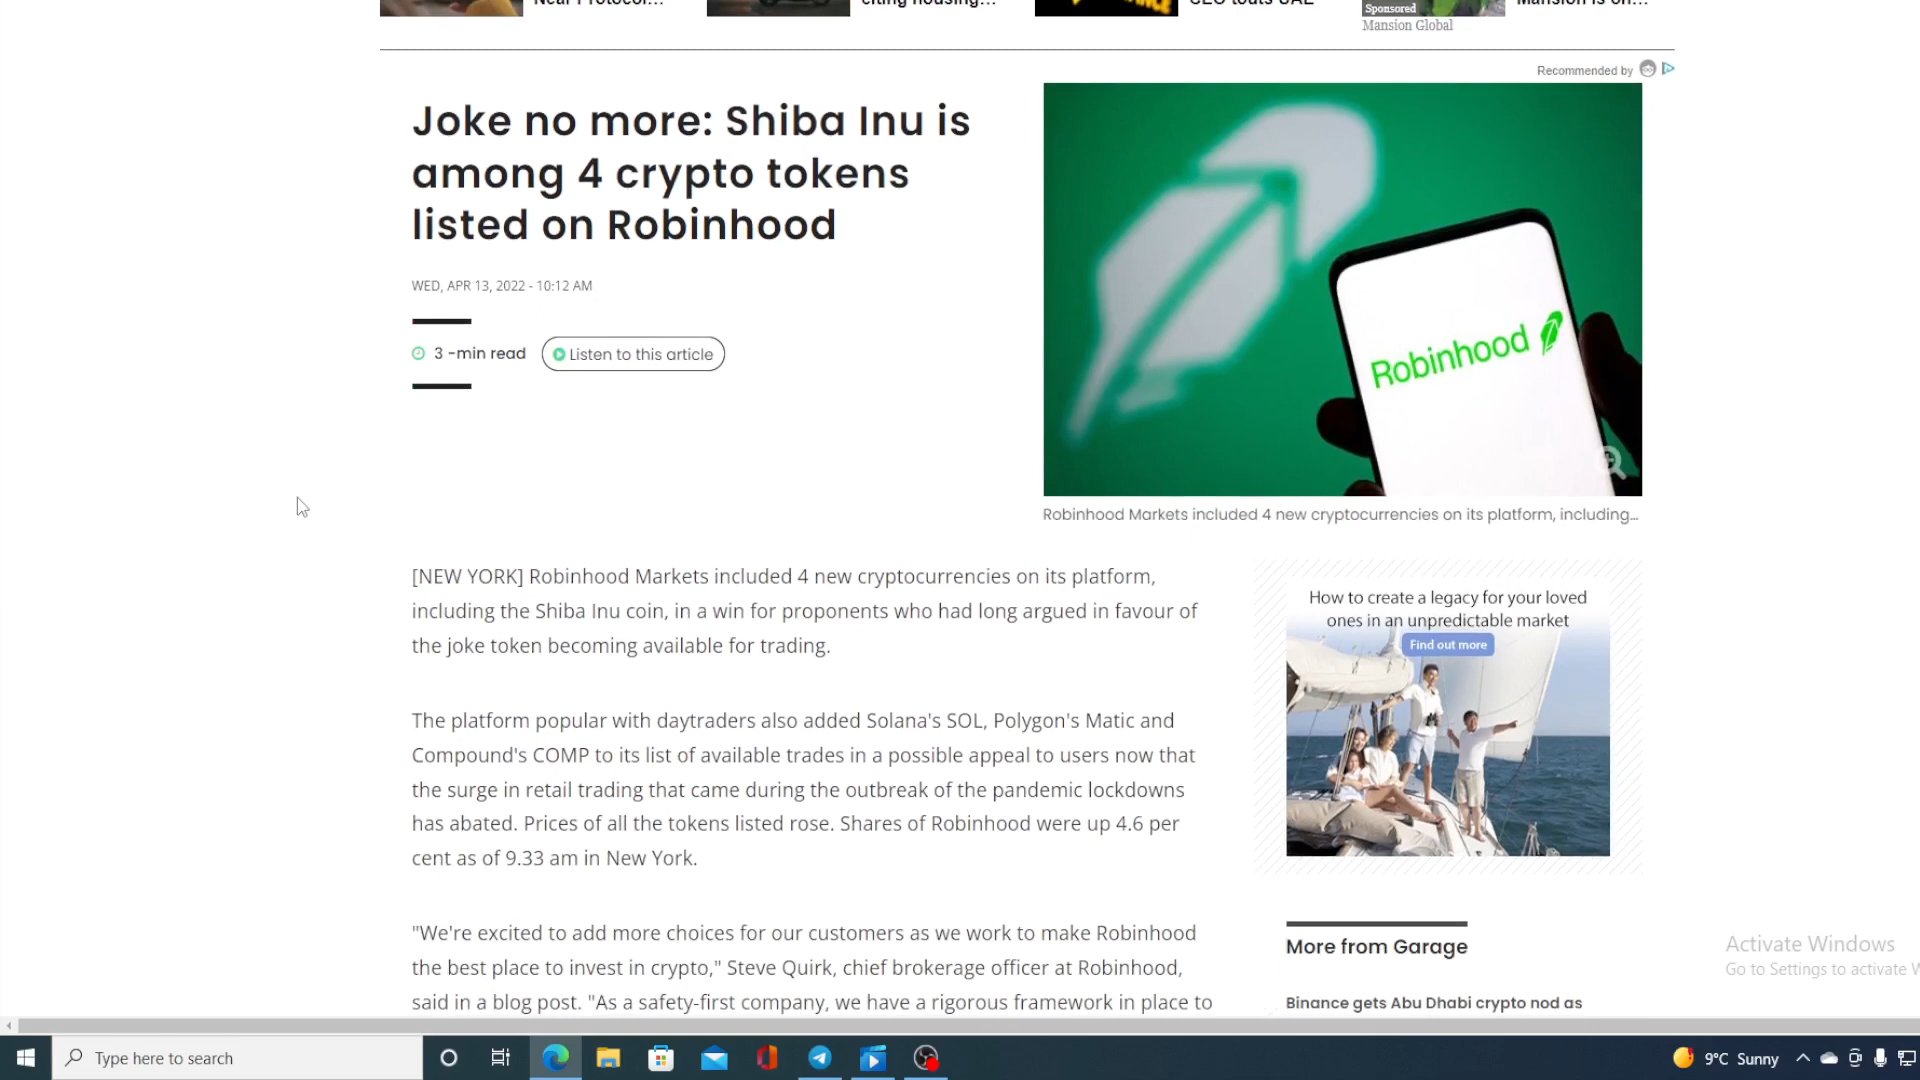 Sponsored
Mansion Global
Recommended by
Joke no more: Shiba Inu is
among 4 crypto tokens
listed on Robinhood
WED, APR 13, 2022 - 10:12 AM
3 -min read
Listen to this article
Robinhood
Robinhood Markets included 4 new cryptocurrencies on its platform, including...
[NEW YORK] Robinhood Markets included 4 new cryptocurrencies on its platform,
including the Shiba Inu coin, in a win for proponents who had long argued in favour of
the joke token becoming available for trading.
The platform popular with daytraders also added Solana's SOL, Polygon's Matic and
Compound's COMP to its list of available trades in a possible appeal to users now that
the surge in retail trading that came during the outbreak of the pandemic lockdowns
has abated. Prices of all the tokens listed rose. Shares of Robinhood were up 4.6 per
cent as of 9.33 am in New York.
"We're excited to add more choices for our customers as we work to make Robinhood
the best place to invest in crypto," Steve Quirk, chief brokerage officer at Robinhood,
said in a blog post. "As a safety-first company, we have a rigorous framework in place to
How to create a legacy for your loved
ones in an unpredictable market
Find out more
More from Garage
Binance gets Abu Dhabi crypto nod as
Activate Windows
Go to Settings to activate W
Type here to search
9°C Sunny